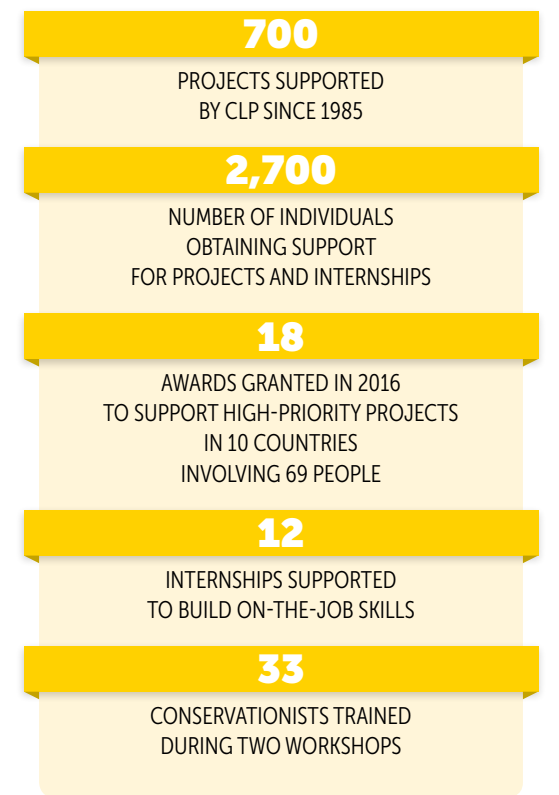 700
PROJECTS SUPPORTED
BY CLP SINCE 1985
2,700
NUMBER OF INDIVIDUALS
OBTAINING SUPPORT
FOR PROJECTS AND INTERNSHIPS
18
AWARDS GRANTED IN 2016
TO SUPPORT HIGH-PRIORITY PROJECTS
IN 10 COUNTRIES
INVOLVING 69 PEOPLE
12
INTERNSHIPS SUPPORTED
TO BUILD ON-THE-JOB SKILLS
33
CONSERVATIONISTS TRAINED
DURING TWO WORKSHOPS